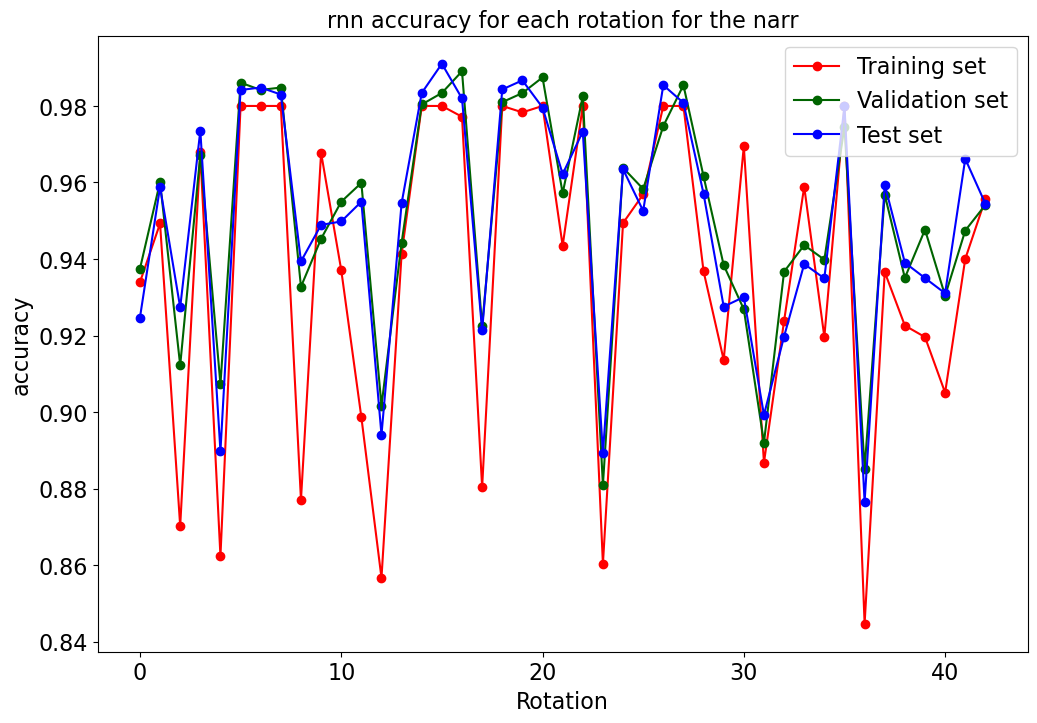 rnn accuracy for each rotation for the narr
Training set
Validation set
Test set
0.98
0.96
0.94
0.92
0.90
0.88
0.86
0.84
accuracy
0
10
20
30
40
Rotation